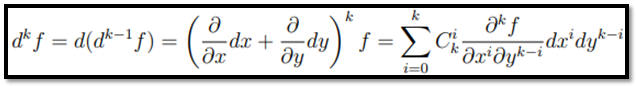 d^k f = d(d^{k-1} f) = \left( \frac{\partial}{\partial x} dx + \frac{\partial}{\partial y} dy \right)^k f = \sum_{i=0}^{k} C_k^i \frac{\partial^k f}{\partial x^i \partial y^{k-i}} dx^i dy^{k-i}